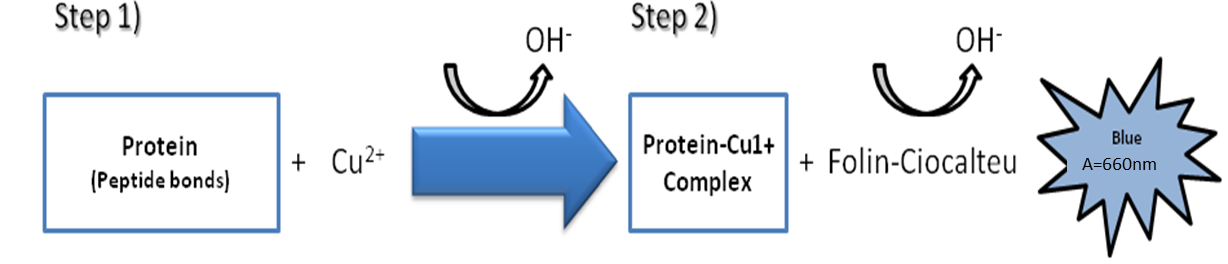 Step 1)
Step 2)
OH⁻
OH⁻
Protein
(Peptide bonds)
+ Cu²⁺
Protein-Cu1+
Complex
+ Folin-Ciocalteu
Blue
A=660nm